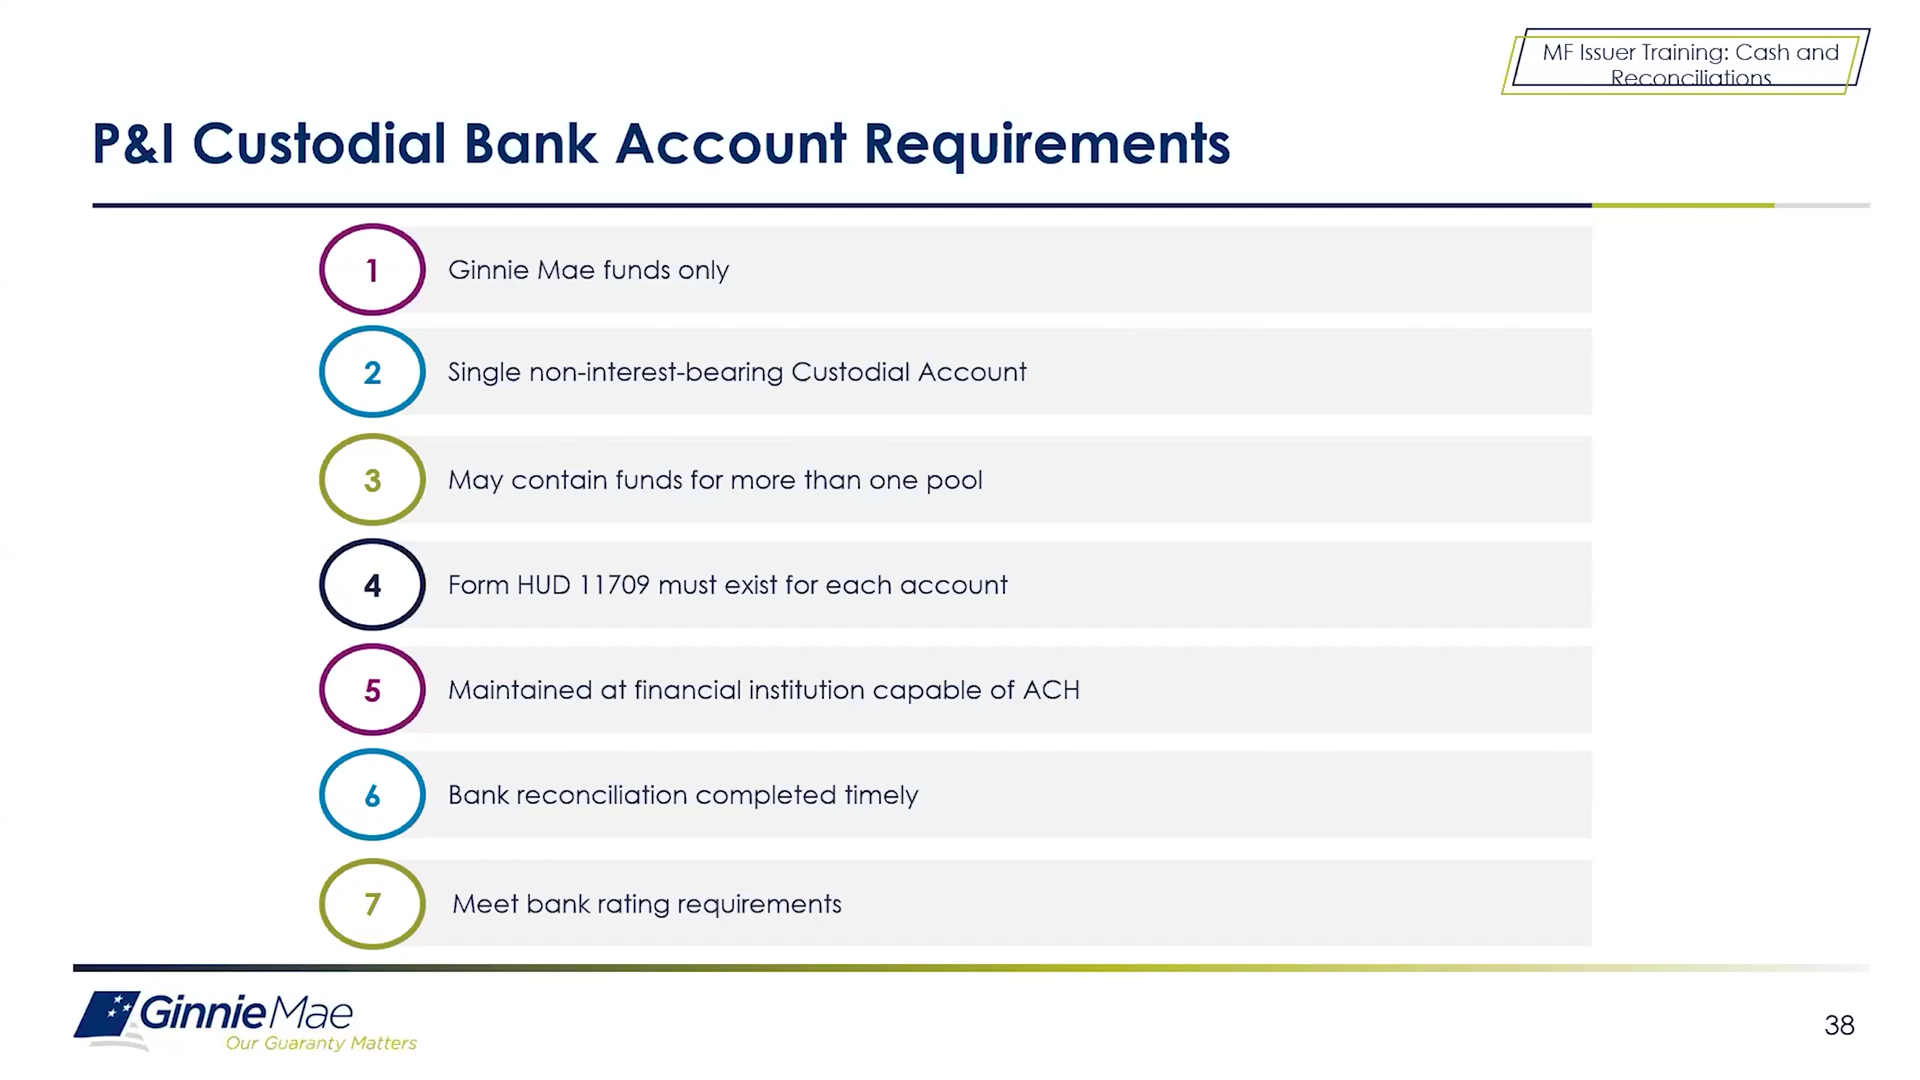 MF Issuer Training: Cash and
Reconciliations
P&I Custodial Bank Account Requirements
1
Ginnie Mae funds only
2
Single non-interest-bearing Custodial Account
3
May contain funds for more than one pool
4
Form HUD 11709 must exist for each account
5
Maintained at financial institution capable of ACH
6
Bank reconciliation completed timely
7
Meet bank rating requirements
GinnieMae
Our Guaranty Matters
38